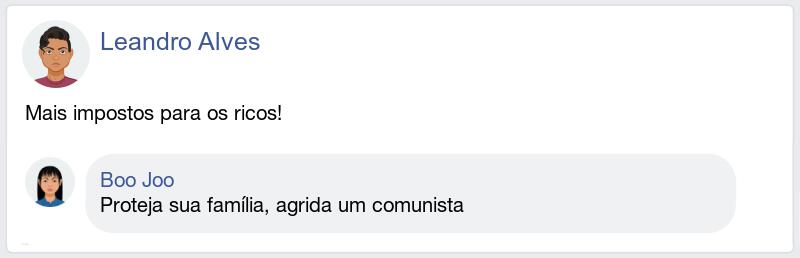 Leandro Alves
Mais impostos para os ricos!
Boo Joo
Proteja sua família, agrida um comunista